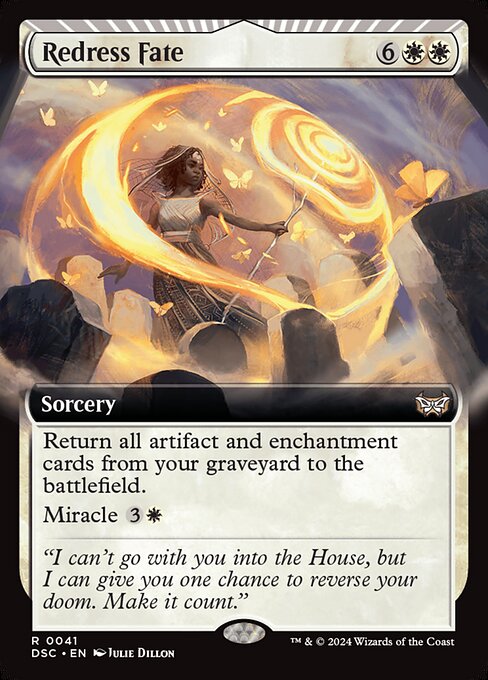 Redress Fate 6
Sorcery
Return all artifact and enchantment
cards from your graveyard to the
battlefield.
Miracle 3
“I can’t go with you into the House, but
I can give you one chance to reverse your
doom. Make it count.”
R 0041
DSC • EN JULIE DILLON
™ & © 2024 Wizards of the Coast